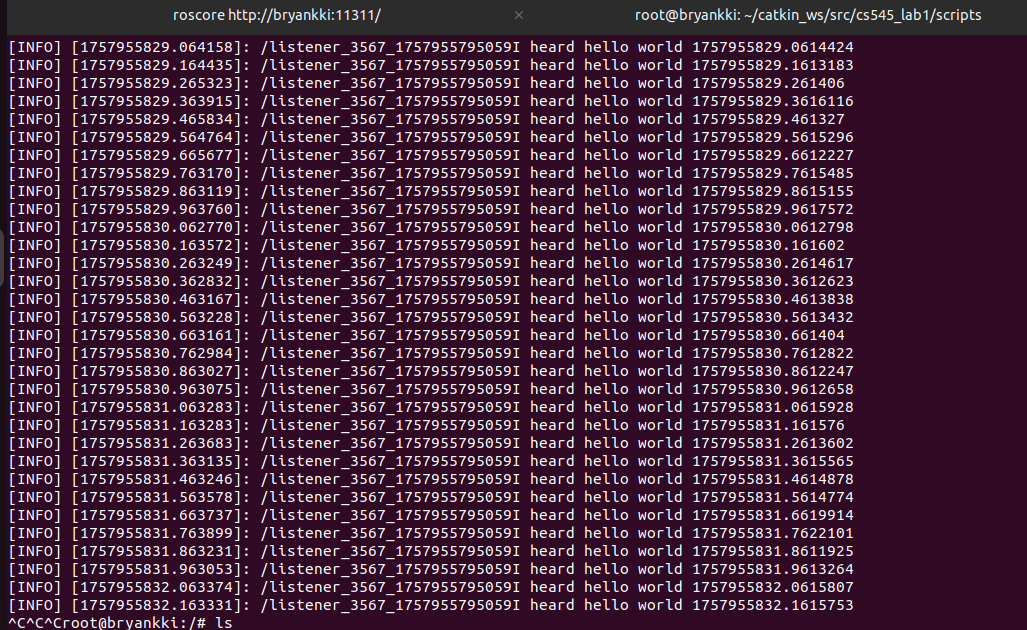 roscore http://bryankki:11311/ × root@bryankki: ~/catkin_ws/src/cs545_lab1/scripts
[INFO] [1757955829.064158]: /listener_3567_1757955795059I heard hello world 1757955829.0614424
[INFO] [1757955829.164435]: /listener_3567_1757955795059I heard hello world 1757955829.1613183
[INFO] [1757955829.265323]: /listener_3567_1757955795059I heard hello world 1757955829.261406
[INFO] [1757955829.363915]: /listener_3567_1757955795059I heard hello world 1757955829.3616116
[INFO] [1757955829.465834]: /listener_3567_1757955795059I heard hello world 1757955829.461327
[INFO] [1757955829.564764]: /listener_3567_1757955795059I heard hello world 1757955829.5615296
[INFO] [1757955829.665677]: /listener_3567_1757955795059I heard hello world 1757955829.6612227
[INFO] [1757955829.763170]: /listener_3567_1757955795059I heard hello world 1757955829.7615485
[INFO] [1757955829.863119]: /listener_3567_1757955795059I heard hello world 1757955829.8615155
[INFO] [1757955829.963760]: /listener_3567_1757955795059I heard hello world 1757955829.9617572
[INFO] [1757955830.062770]: /listener_3567_1757955795059I heard hello world 1757955830.0612798
[INFO] [1757955830.163572]: /listener_3567_1757955795059I heard hello world 1757955830.161602
[INFO] [1757955830.263249]: /listener_3567_1757955795059I heard hello world 1757955830.2614617
[INFO] [1757955830.362832]: /listener_3567_1757955795059I heard hello world 1757955830.3612623
[INFO] [1757955830.463167]: /listener_3567_1757955795059I heard hello world 1757955830.4613838
[INFO] [1757955830.563228]: /listener_3567_1757955795059I heard hello world 1757955830.5613432
[INFO] [1757955830.663161]: /listener_3567_1757955795059I heard hello world 1757955830.661404
[INFO] [1757955830.762984]: /listener_3567_1757955795059I heard hello world 1757955830.7612822
[INFO] [1757955830.863027]: /listener_3567_1757955795059I heard hello world 1757955830.8612247
[INFO] [1757955830.963075]: /listener_3567_1757955795059I heard hello world 1757955830.9612658
[INFO] [1757955831.063283]: /listener_3567_1757955795059I heard hello world 1757955831.0615928
[INFO] [1757955831.163283]: /listener_3567_1757955795059I heard hello world 1757955831.161576
[INFO] [1757955831.263683]: /listener_3567_1757955795059I heard hello world 1757955831.2613602
[INFO] [1757955831.363135]: /listener_3567_1757955795059I heard hello world 1757955831.3615565
[INFO] [1757955831.463246]: /listener_3567_1757955795059I heard hello world 1757955831.4614878
[INFO] [1757955831.563578]: /listener_3567_1757955795059I heard hello world 1757955831.5614774
[INFO] [1757955831.663737]: /listener_3567_1757955795059I heard hello world 1757955831.6619914
[INFO] [1757955831.763899]: /listener_3567_1757955795059I heard hello world 1757955831.7622101
[INFO] [1757955831.863231]: /listener_3567_1757955795059I heard hello world 1757955831.8611925
[INFO] [1757955831.963053]: /listener_3567_1757955795059I heard hello world 1757955831.9613264
[INFO] [1757955832.063374]: /listener_3567_1757955795059I heard hello world 1757955832.0615807
[INFO] [1757955832.163331]: /listener_3567_1757955795059I heard hello world 1757955832.1615753
^C^C^Croot@bryankki:/# ls